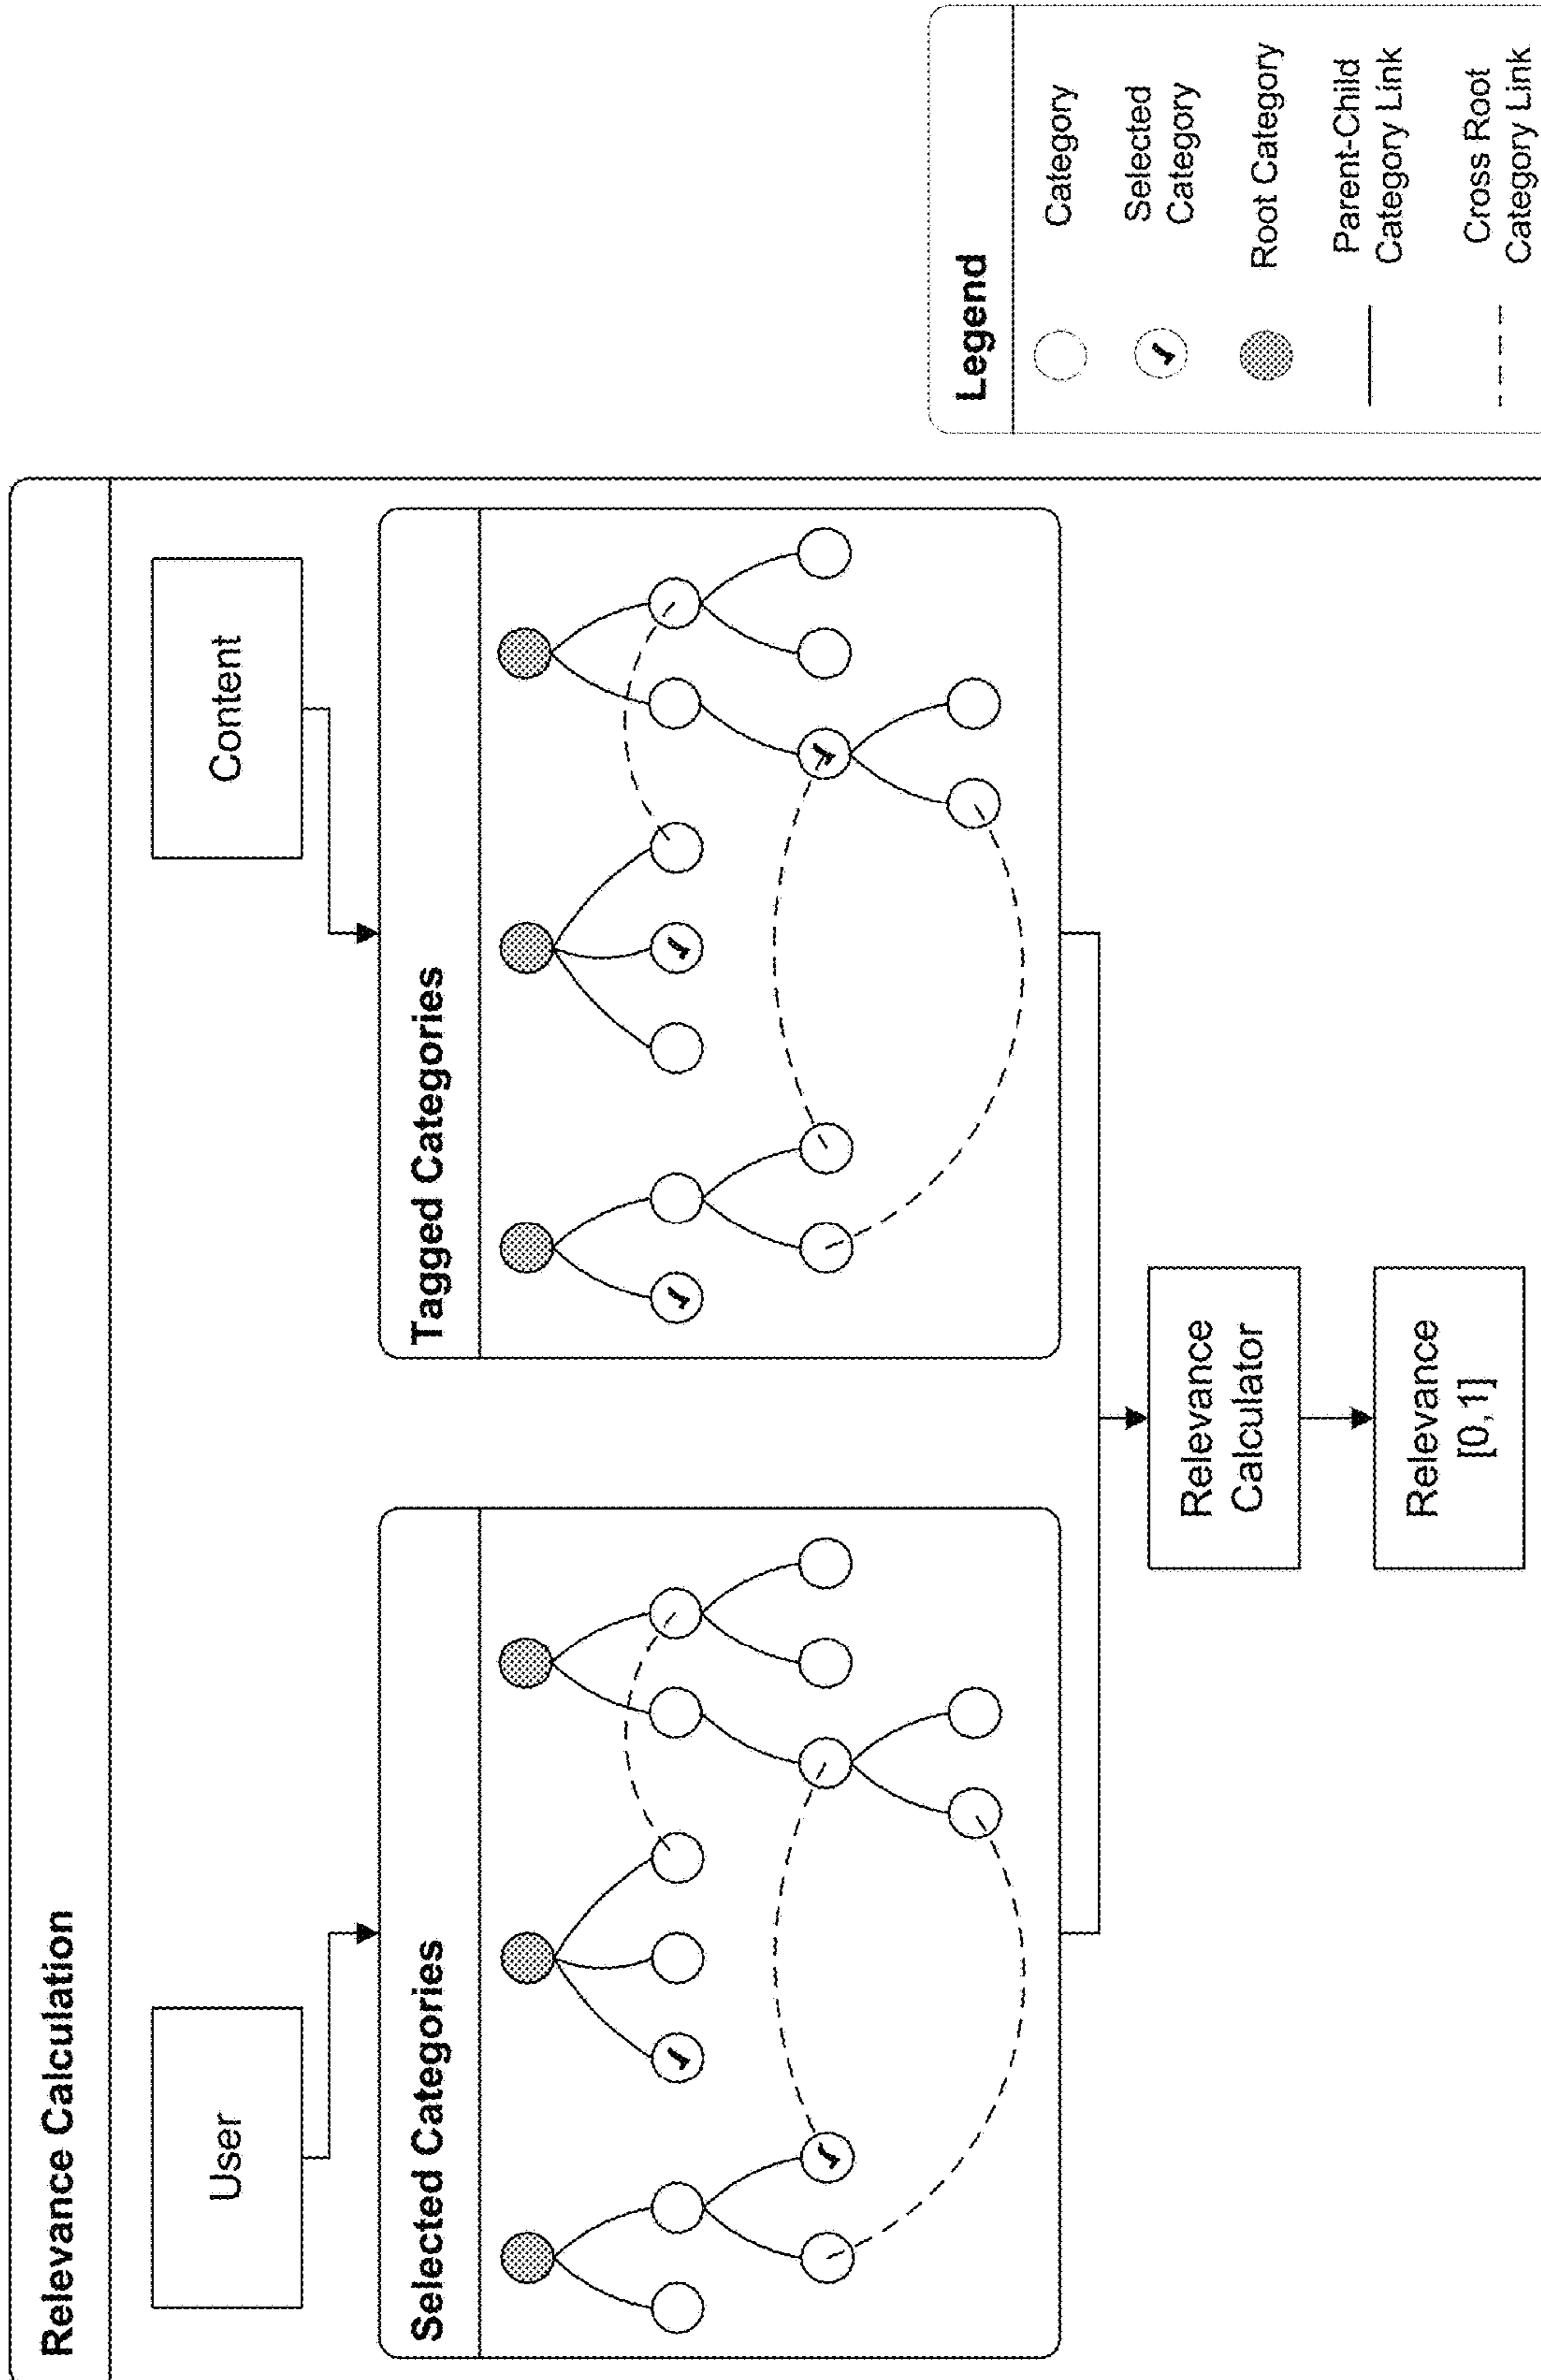 Relevance Calculation
User
Content
Selected Categories
Tagged Categories
Relevance
Calculator
Relevance
[0,1]
Legend
Category
Selected
Category
Root Category
Parent-Child
Category Link
Cross Root
Category Link